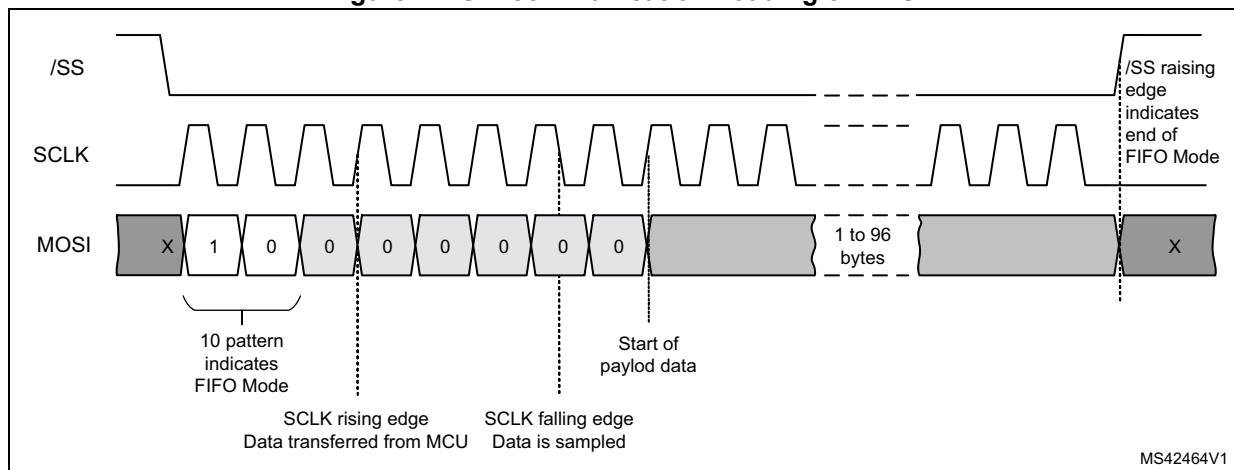 /SS
/SS raising
edge
indicates
end of
FIFO Mode
SCLK
MOSI
X 1 0 0 0 0 0 0 0
1 to 96
bytes
X
10 pattern
indicates
FIFO Mode
Start of
paylod data
SCLK rising edge
Data transferred from MCU
SCLK falling edge
Data is sampled
MS42464V1